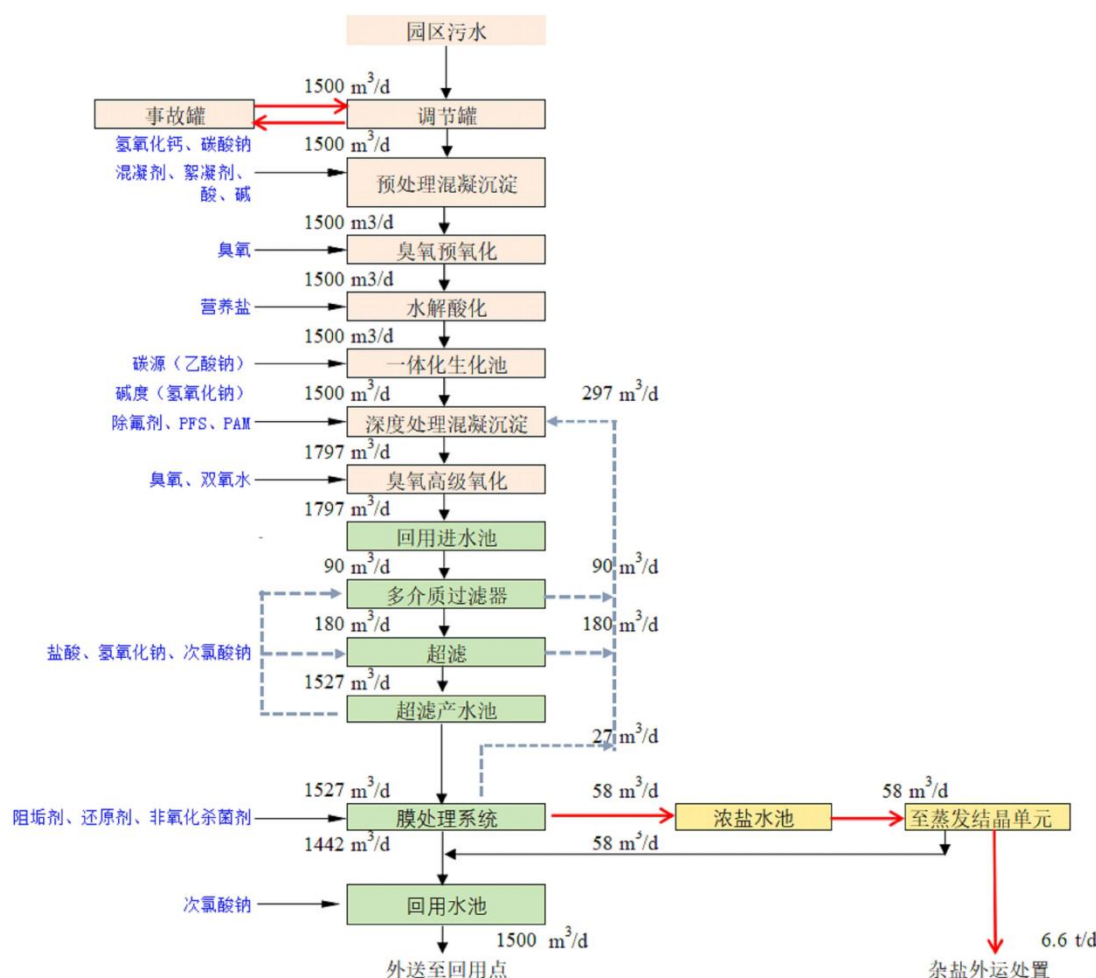 园区污水
1500 m³/d
事故罐
调节罐
氢氧化钙、碳酸钠
1500 m³/d
混凝剂、絮凝剂、
酸、碱
预处理混凝沉淀
1500 m3/d
臭氧
臭氧预氧化
1500 m3/d
营养盐
水解酸化
1500 m3/d
碳源（乙酸钠）
一体化生化池
碱度（氢氧化钠）
1500 m³/d
297 m³/d
除氟剂、PFS、PAM
深度处理混凝沉淀
1797 m³/d
臭氧、双氧水
臭氧高级氧化
1797 m³/d
回用进水池
90 m³/d
90 m³/d
多介质过滤器
180 m³/d
180 m³/d
盐酸、氢氧化钠、次氯酸钠
超滤
1527 m³/d
超滤产水池
27 m³/d
1527 m³/d
58 m³/d
58 m³/d
阻垢剂、还原剂、非氧化杀菌剂
膜处理系统
浓盐水池
至蒸发结晶单元
1442 m³/d
58 m³/d
次氯酸钠
回用水池
1500 m³/d
6.6 t/d
外送至回用点
杂盐外运处置